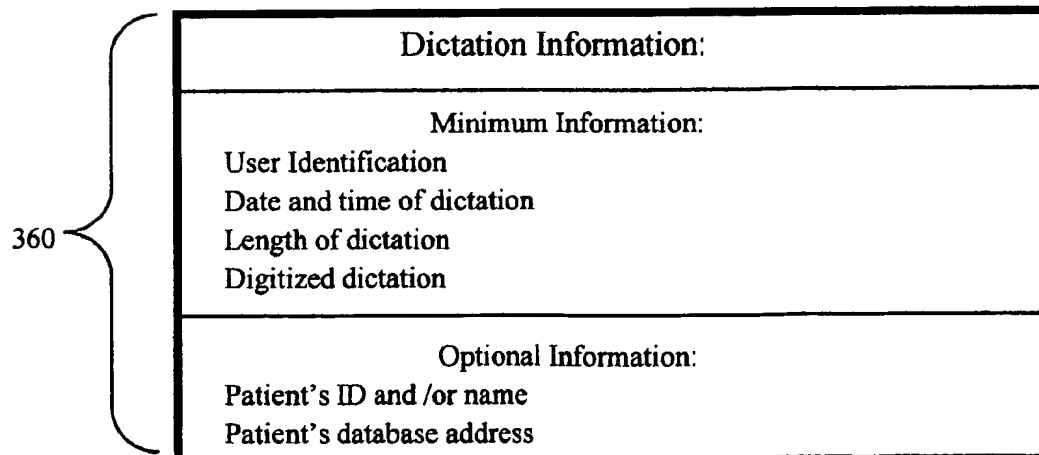 Dictation Information:
Minimum Information:
User Identification
Date and time of dictation
Length of dictation
360
Digitized dictation
Optional Information:
Patient's ID and /or name
Patient's database address